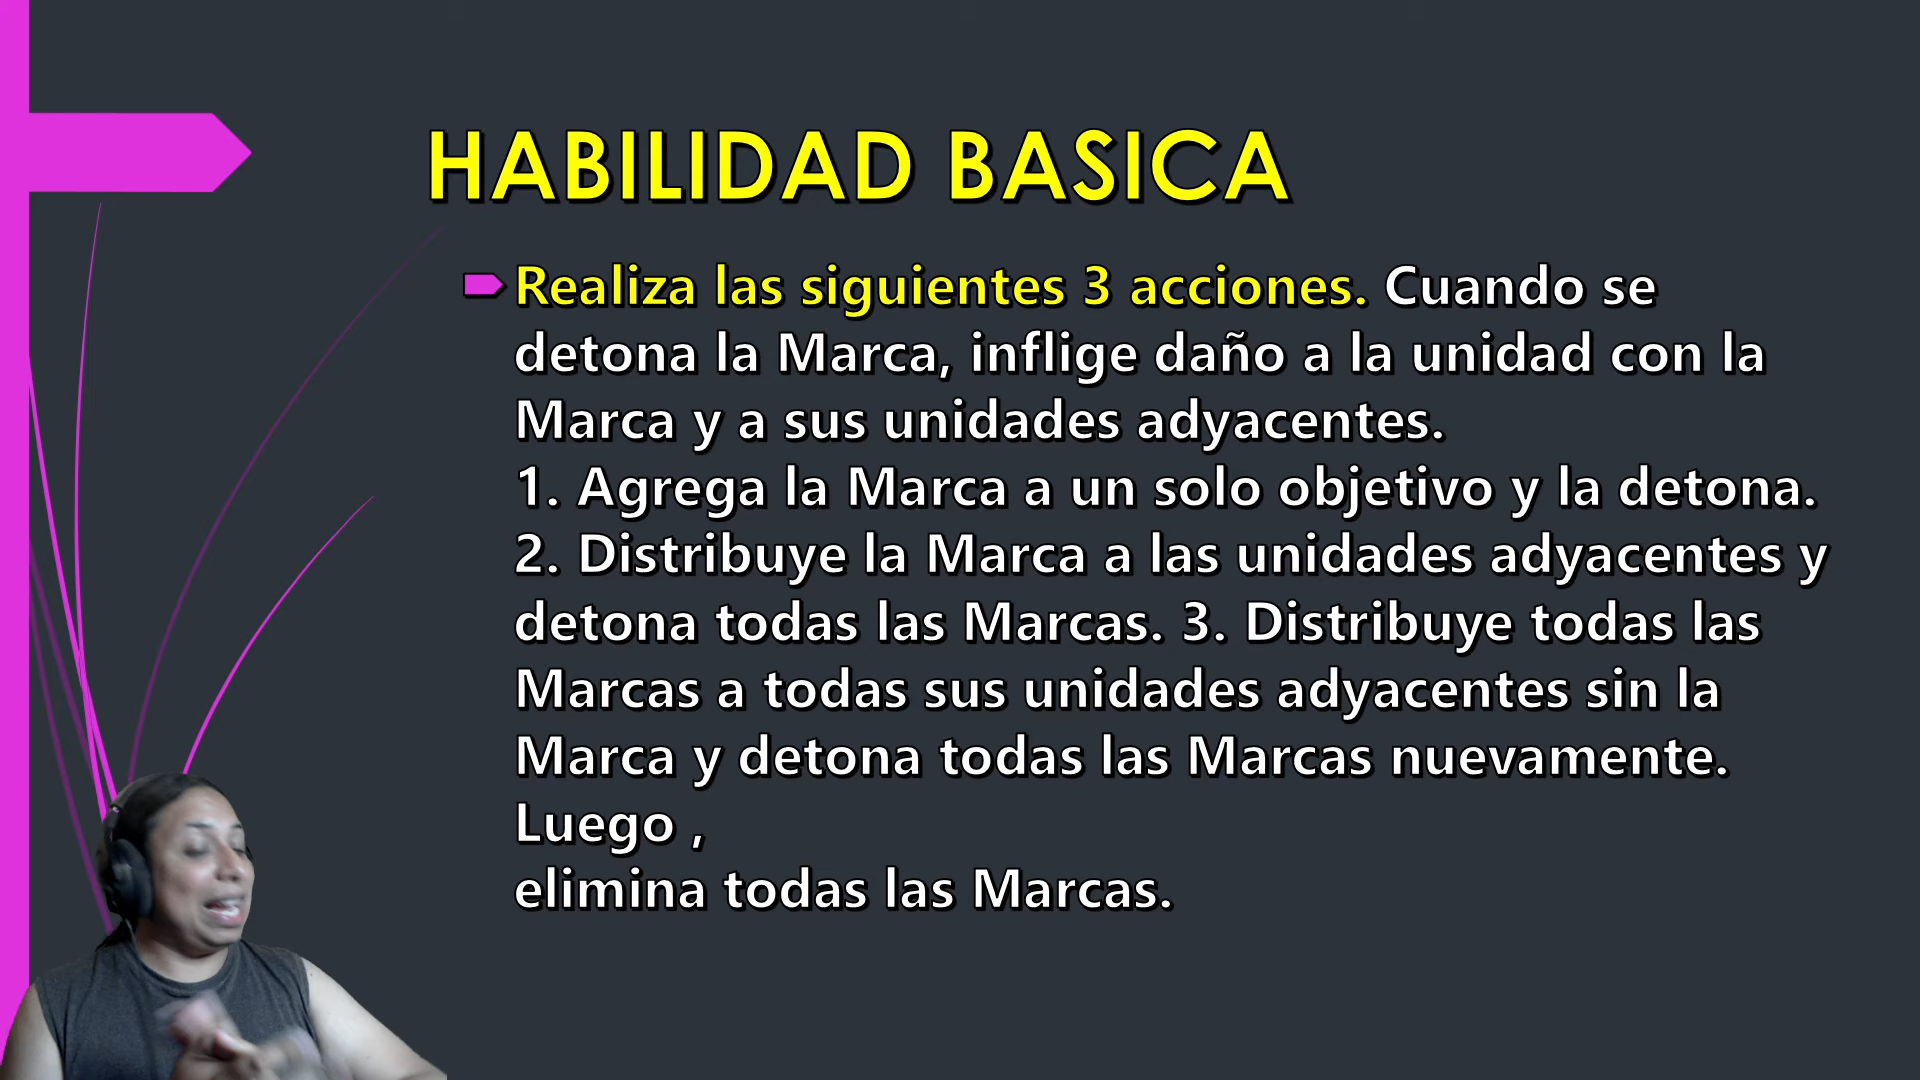 HABILIDAD BASICA
Realiza las siguientes 3 acciones. Cuando se
detona la Marca, inflige daño a la unidad con la
Marca y a sus unidades adyacentes.
1. Agrega la Marca a un solo objetivo y la detona.
2. Distribuye la Marca a las unidades adyacentes y
detona todas las Marcas. 3. Distribuye todas las
Marcas a todas sus unidades adyacentes sin la
Marca y detona todas las Marcas nuevamente.
Luego ,
elimina todas las Marcas.